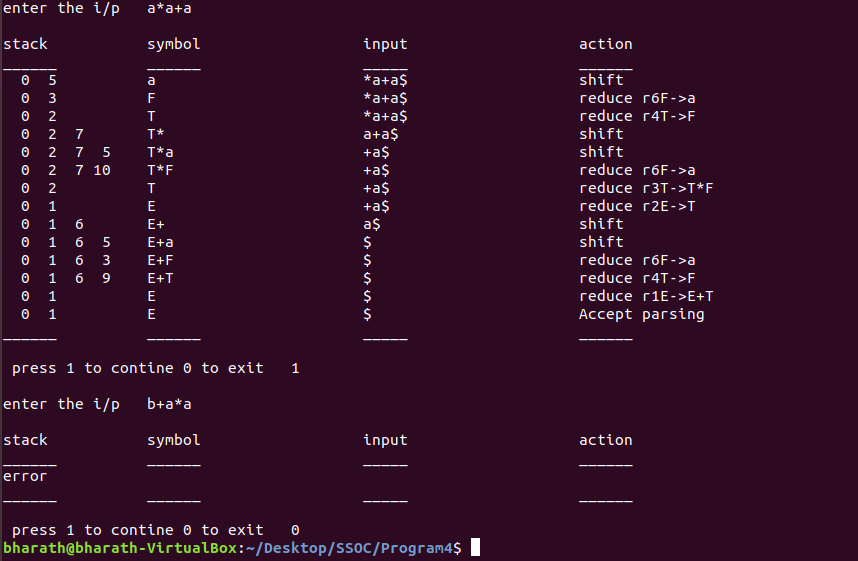 enter the i/p   a*a+a
stack           symbol                  input                   action
______          ______                  _____                   ______
  0  5          a                       *a+a$                   shift
  0  3          F                       *a+a$                   reduce r6F->a
  0  2          T                       *a+a$                   reduce r4T->F
  0  2  7       T*                      a+a$                    shift
  0  2  7  5    T*a                     +a$                     shift
  0  2  7 10    T*F                     +a$                     reduce r6F->a
  0  2          T                       +a$                     reduce r3T->T*F
  0  1          E                       +a$                     reduce r2E->T
  0  1  6       E+                      a$                      shift
  0  1  6  5    E+a                     $                       shift
  0  1  6  3    E+F                     $                       reduce r6F->a
  0  1  6  9    E+T                     $                       reduce r4T->F
  0  1          E                       $                       reduce r1E->E+T
  0  1          E                       $                       Accept parsing
______          ______                  _____                   ______
 press 1 to contine 0 to exit   1
enter the i/p   b+a*a
stack           symbol                  input                   action
______          ______                  _____                   ______
error
______          ______                  _____                   ______
 press 1 to contine 0 to exit   0
bharath@bharath-VirtualBox:~/Desktop/SSOC/Program4$